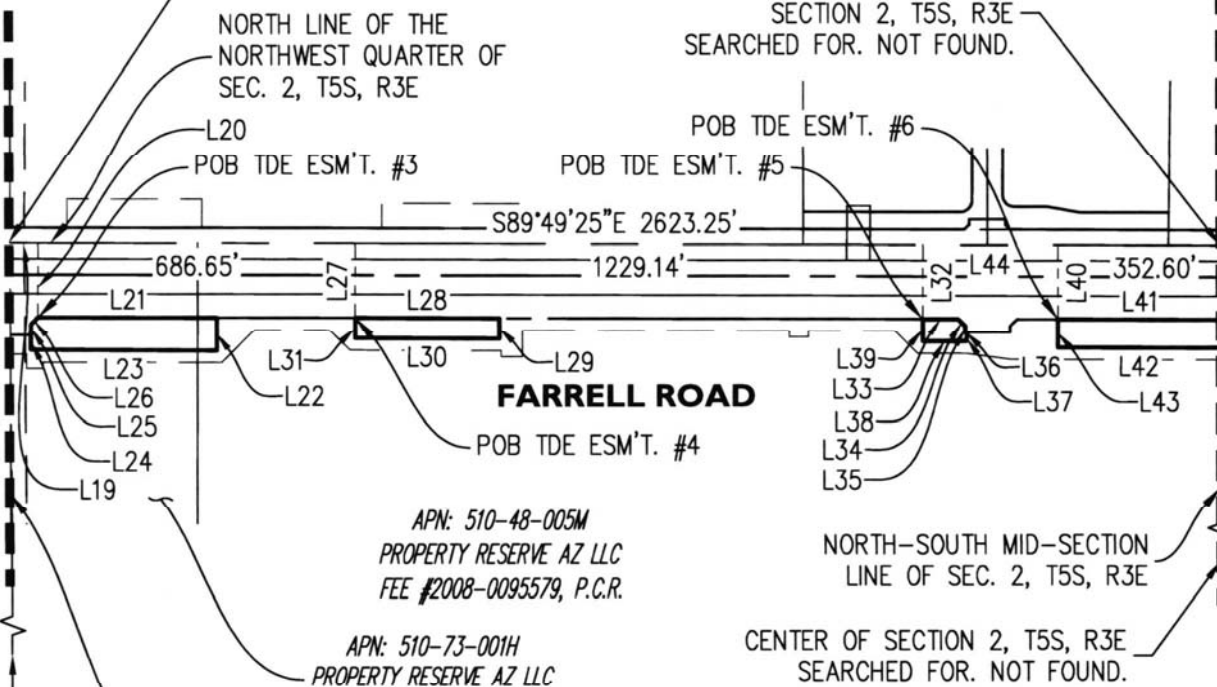 NORTH LINE OF THE
NORTHWEST QUARTER OF
SEC. 2, T5S, R3E
SECTION 2, T5S, R3E
SEARCHED FOR. NOT FOUND.
L20
POB TDE ESM'T. #3
POB TDE ESM'T. #5
POB TDE ESM'T. #6
S89°49'25"E 2623.25'
686.65'
L27
1229.14'
L32
L44
L40
352.60'
L21
L28
L41
L23
L22
L31
L30
L29
L39
L33
L36
L37
L42
L43
L26
L25
L24
L19
L38
L34
L35
FARRELL ROAD
POB TDE ESM'T. #4
APN: 510-48-005M
PROPERTY RESERVE AZ LLC
FEE #2008-0095579, P.C.R.
NORTH-SOUTH MID-SECTION
LINE OF SEC. 2, T5S, R3E
APN: 510-73-001H
PROPERTY RESERVE AZ LLC
CENTER OF SECTION 2, T5S, R3E
SEARCHED FOR. NOT FOUND.